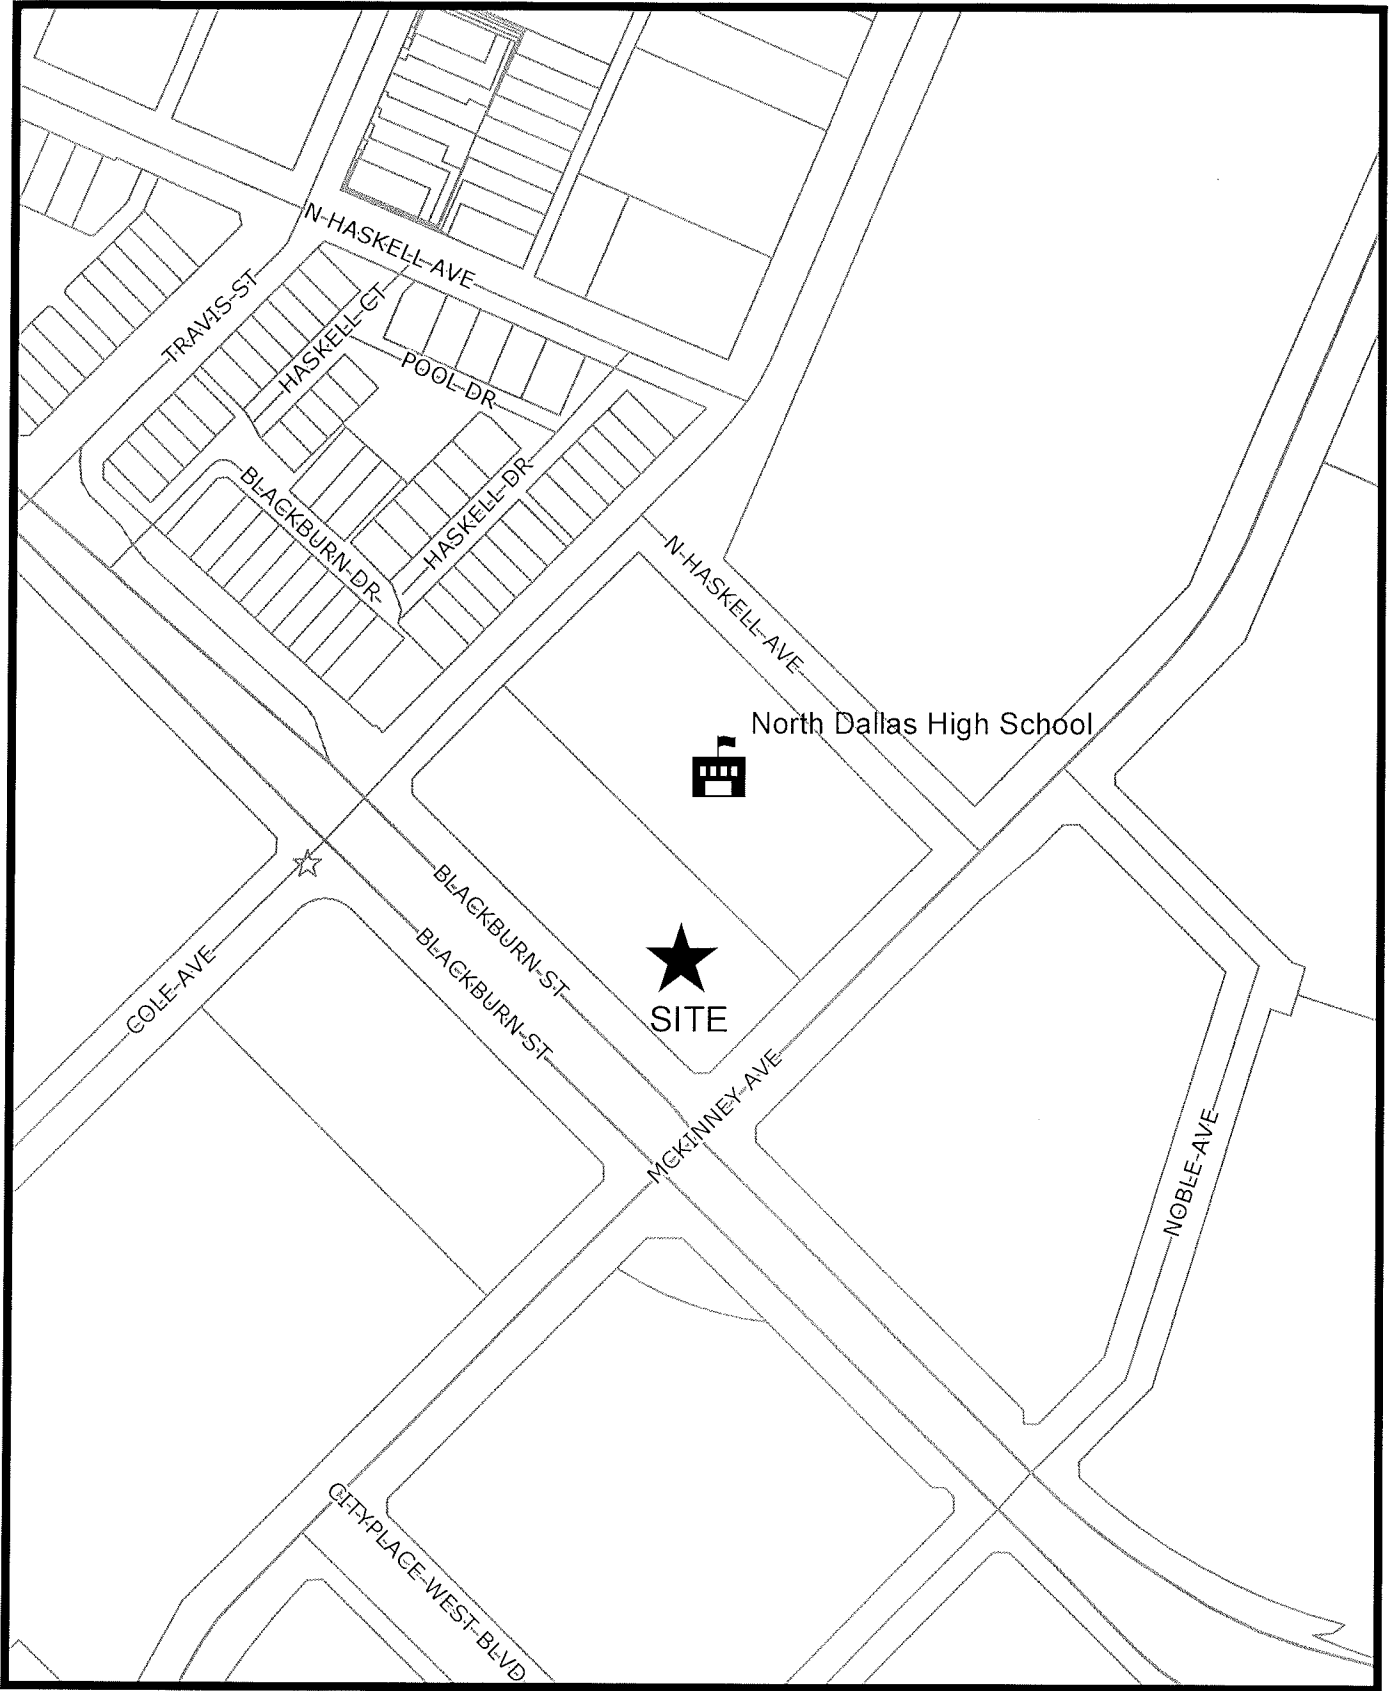 N HASKELL AVE
TRAVIS ST
HASKELL CT
POOL DR
HASKELL DR
BLACKBURN DR
N HASKELL AVE
North Dallas High School
BLACKBURN ST
BLACKBURN ST
COLE AVE
SITE
MCKINNEY AVE
NOBLE AVE
CITYPLACE WEST BLVD